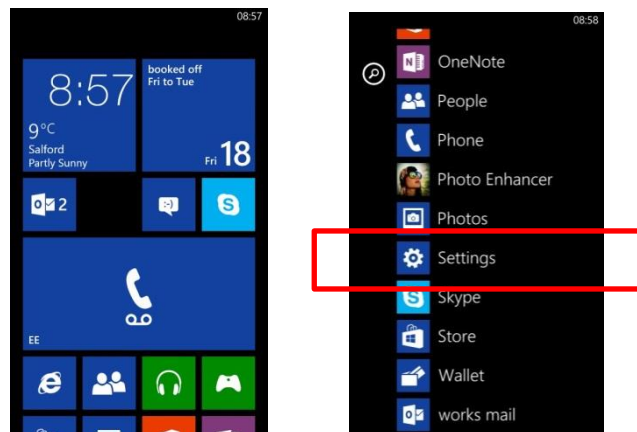 08:57
8:57
9°C
Salford
Partly Sunny
booked off
Fri to Tue
Fri 18
2
EE
08:58
OneNote
People
Phone
Photo Enhancer
Photos
Settings
Skype
Store
Wallet
works mail